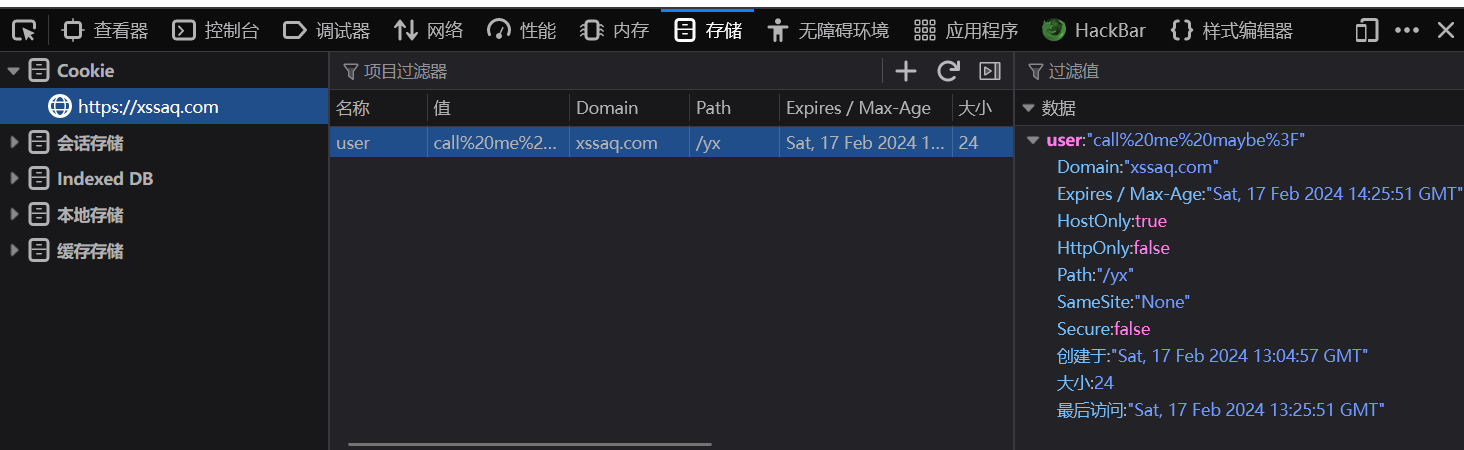 查看器 控制台 调试器 网络 性能 内存 存储 无障碍环境 应用程序 HackBar 样式编辑器
Cookie
https://xssaq.com
会话存储
Indexed DB
本地存储
缓存存储
项目过滤器
名称 值 Domain Path Expires / Max-Age 大小
user call%20me%2... xssaq.com /yx Sat, 17 Feb 2024 1... 24
过滤值
数据
user:"call%20me%20maybe%3F"
Domain:"xssaq.com"
Expires / Max-Age:"Sat, 17 Feb 2024 14:25:51 GMT"
HostOnly:true
HttpOnly:false
Path:"/yx"
SameSite:"None"
Secure:false
创建于:"Sat, 17 Feb 2024 13:04:57 GMT"
大小:24
最后访问:"Sat, 17 Feb 2024 13:25:51 GMT"